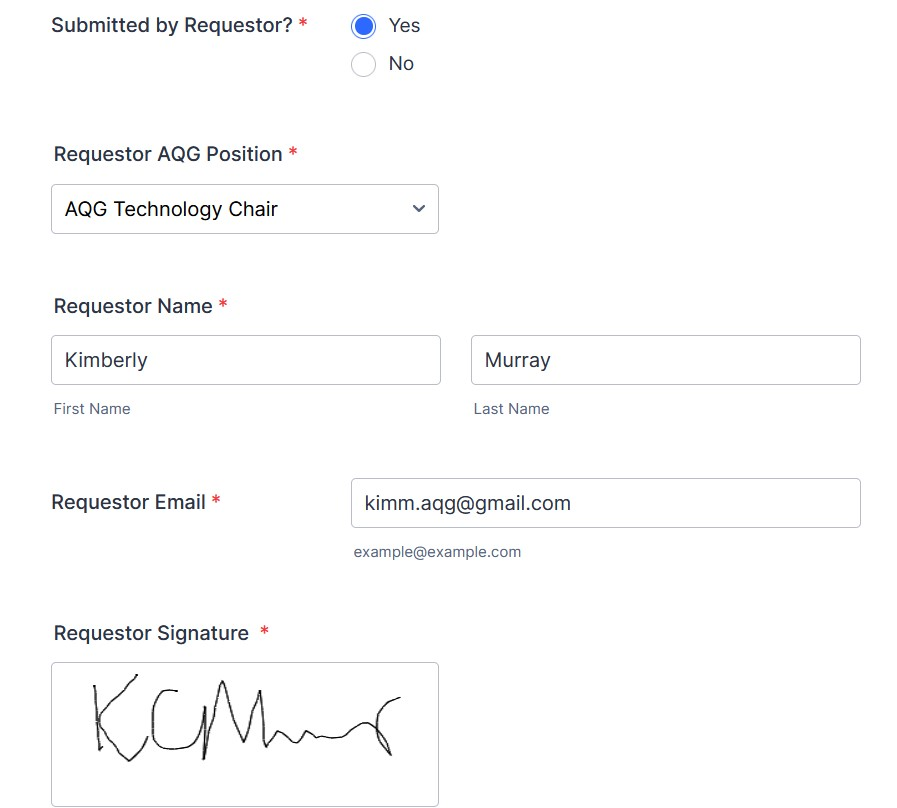 Submitted by Requestor? * Yes
No
Requestor AQG Position *
AQG Technology Chair
Requestor Name *
Kimberly Murray
First Name Last Name
Requestor Email * kimm.aqg@gmail.com
example@example.com
Requestor Signature *